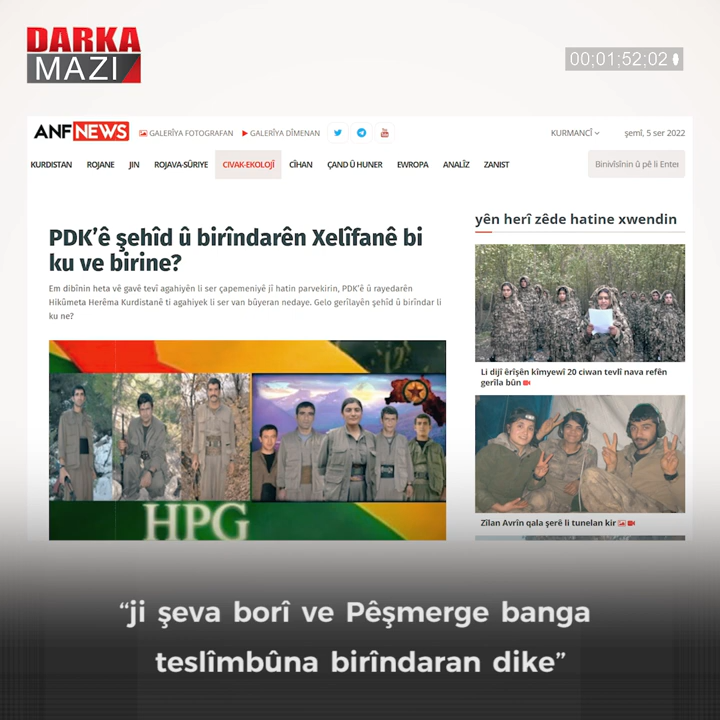 DARKA
MAZI
00;01;52;02
ANFNEWS
GALERÎYA FOTOGRAFAN
GALERÎYA DÎMENAN
KURMANCÎ
şemî, 5 ser 2022
KURDISTAN ROJANE JIN ROJAVA-SÛRIYE CIVAK-EKOLOJÎ CÎHAN ÇAND Û HUNER EWROPA ANALÎZ ZANIST
Binivîsînin û pê li Enter
PDK’ê şehîd û birîndarên Xelîfanê bi
ku ve birine?
Em dibînin heta vê gavê tevî agahiyên li ser çapemeniyê jî hatin parvekirin, PDK’ê û rayedarên
Hikûmeta Herêma Kurdistanê ti agahiyek li ser van bûyeran nedaye. Gelo gerîlayên şehîd û birîndar li
ku ne?
HPG
yên herî zêde hatine xwendin
Li dijî êrîşên kîmyewî 20 ciwan tevlî nava refên
gerîla bûn
Zîlan Avrîn qala şerê li tunelan kir
“ji şeva borî ve Pêşmerge banga
teslîmbûna birîndaran dike”